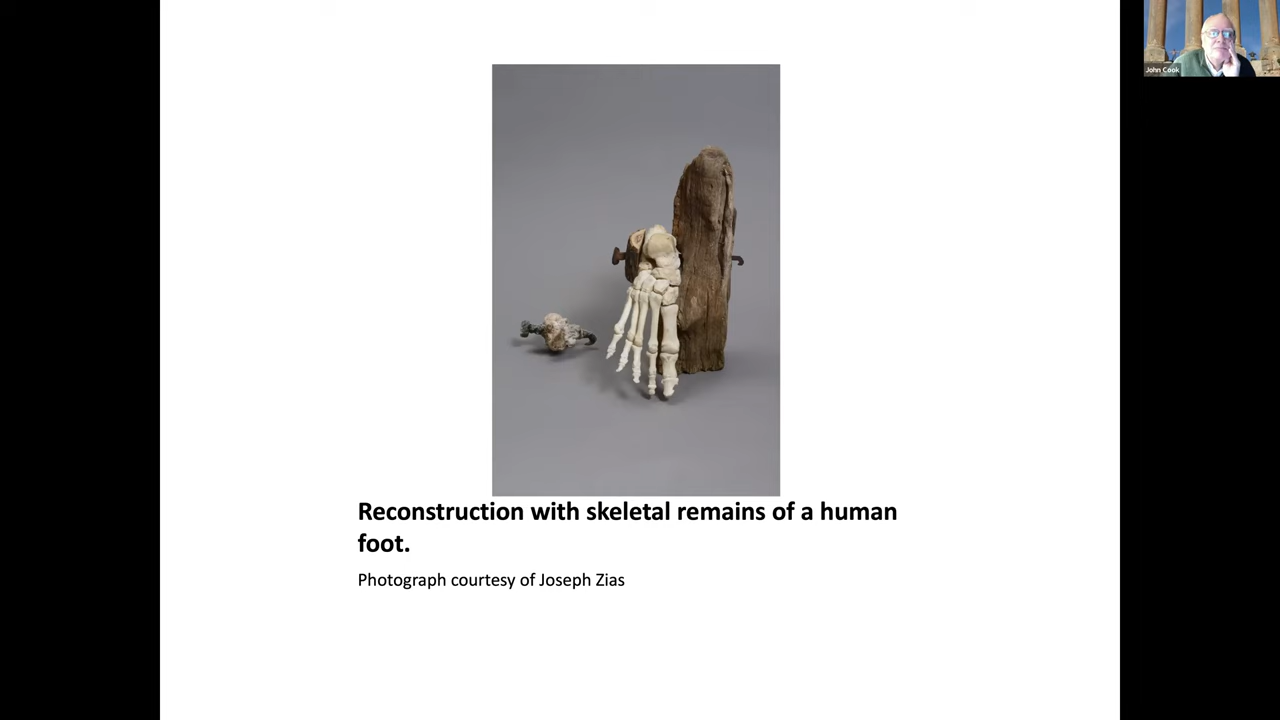 John Cook
Reconstruction with skeletal remains of a human
foot.
Photograph courtesy of Joseph Zias